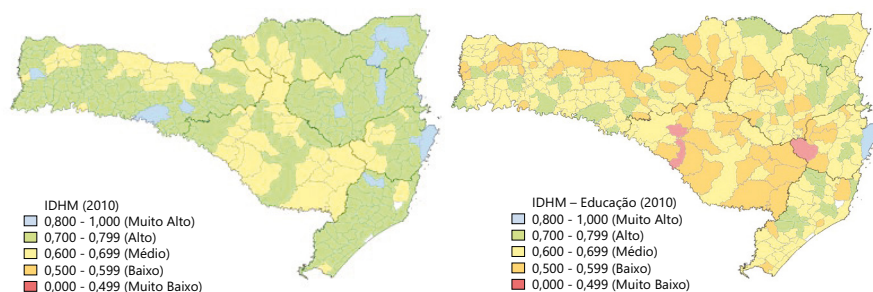 IDHM (2010)
0,800 - 1,000 (Muito Alto)
0,700 - 0,799 (Alto)
0,600 - 0,699 (Médio)
0,500 - 0,599 (Baixo)
0,000 - 0,499 (Muito Baixo)
IDHM – Educação (2010)
0,800 - 1,000 (Muito Alto)
0,700 - 0,799 (Alto)
0,600 - 0,699 (Médio)
0,500 - 0,599 (Baixo)
0,000 - 0,499 (Muito Baixo)